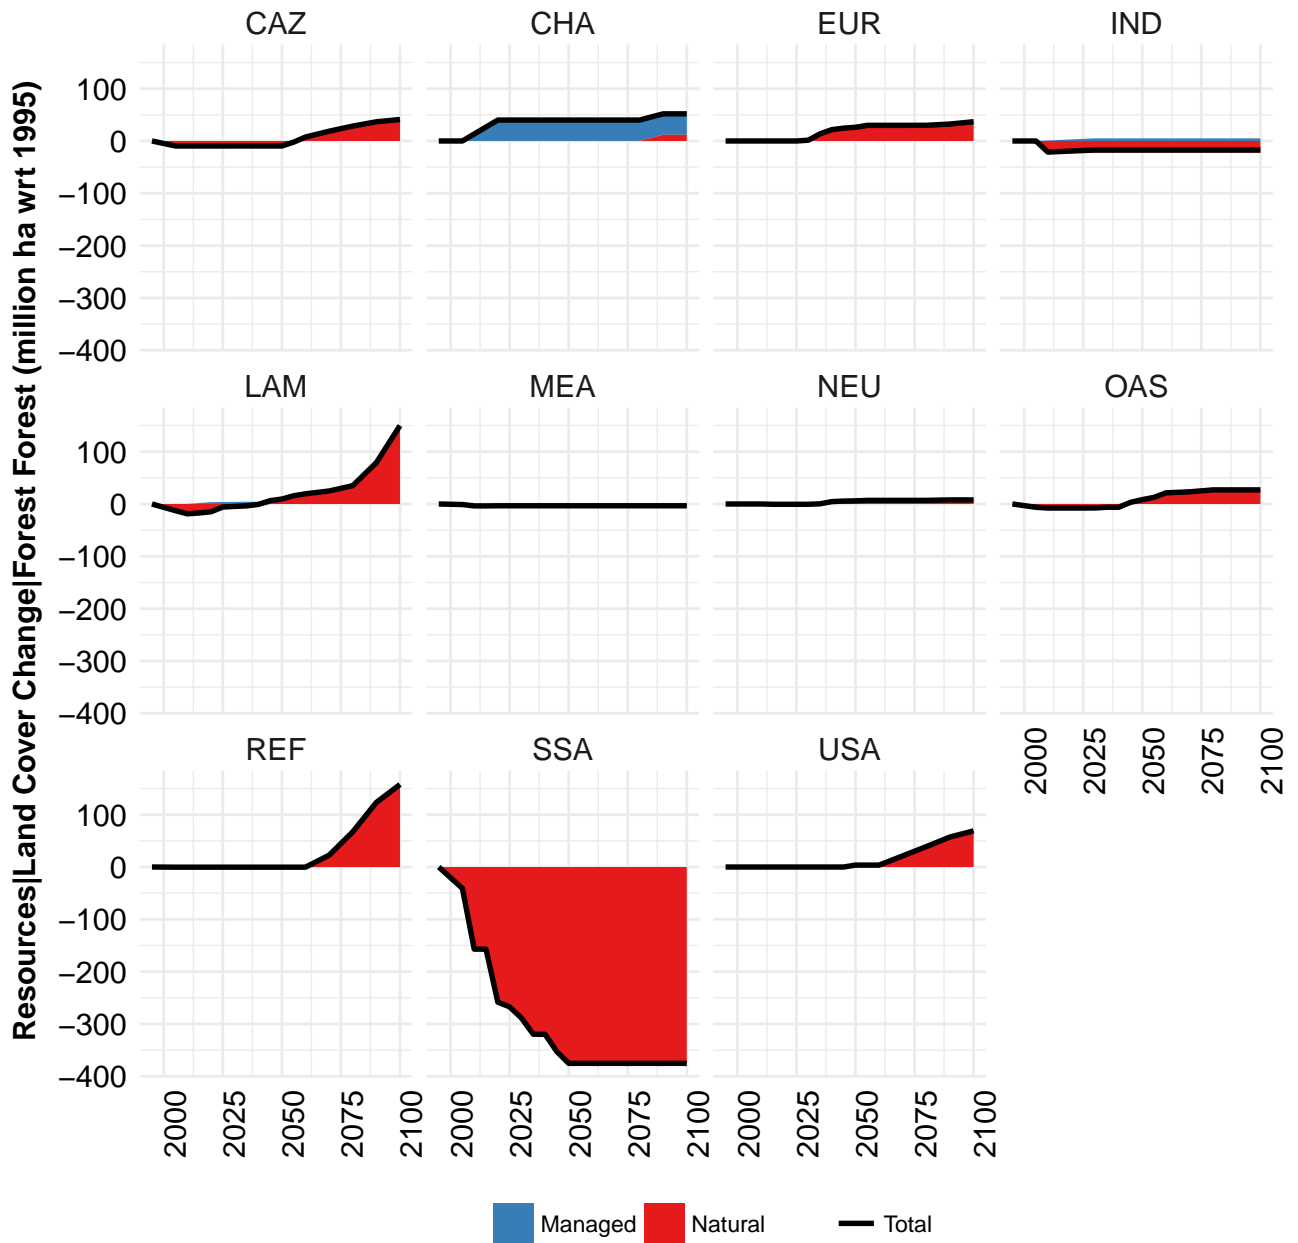 CAZ CHA EUR IND
Resources|Land Cover Change|Forest Forest (million ha wrt 1995)
100
0
−100
−200
−300
−400
LAM MEA NEU OAS
100
0
−100
−200
−300
−400
2000 2025 2050 2075 2100
REF SSA USA
100
0
−100
−200
−300
−400
2000 2025 2050 2075 2100 2000 2025 2050 2075 2100 2000 2025 2050 2075 2100
Managed Natural Total